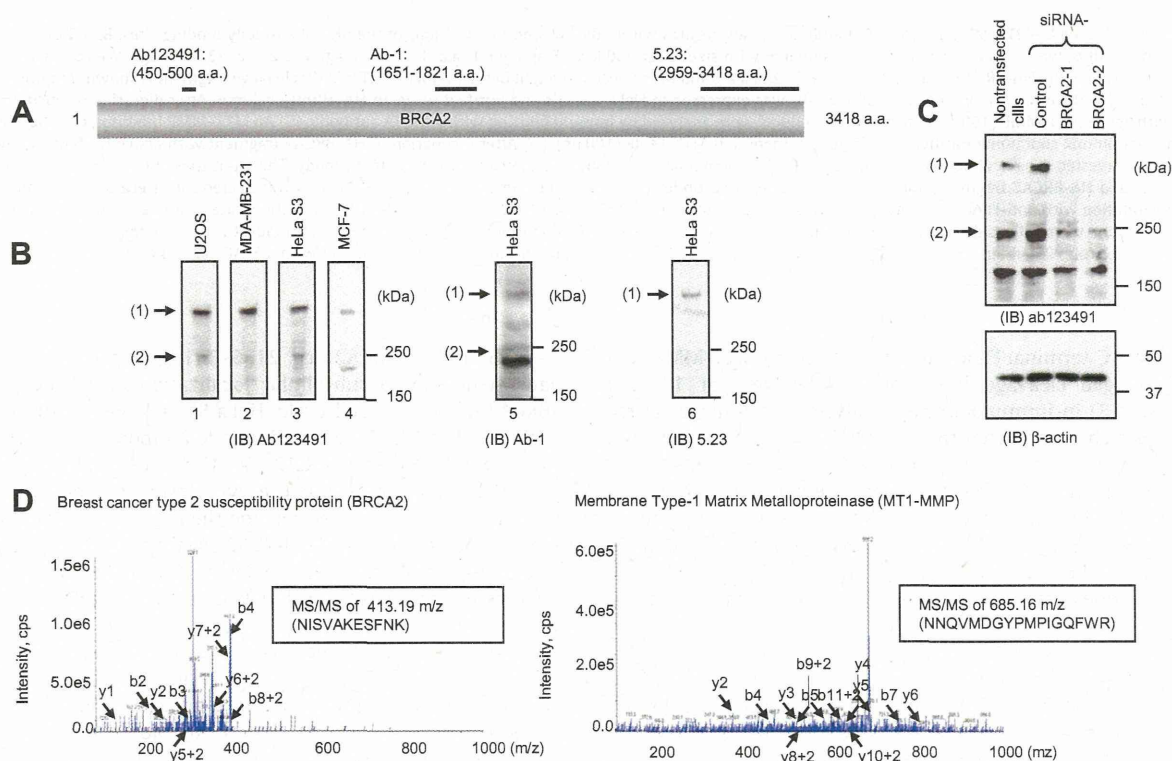 A
Ab123491:
(450-500 a.a.)
Ab-1:
(1651-1821 a.a.)
5.23:
(2959-3418 a.a.)
1
BRCA2
3418 a.a.
B
U2OS
MDA-MB-231
HeLa S3
MCF-7
(1)
(2)
(kDa)
250
150
1
2
3
4
(IB) Ab123491
HeLa S3
(1)
(2)
(kDa)
250
150
5
(IB) Ab-1
HeLa S3
(1)
(kDa)
250
150
6
(IB) 5.23
C
siRNA-
Nontransfected
cllls
Control
BRCA2-1
BRCA2-2
(1)
(2)
(kDa)
250
150
(IB) ab123491
50
37
(IB) β-actin
D
Breast cancer type 2 susceptibility protein (BRCA2)
Intensity, cps
1.5e6
1.0e6
5.0e5
0.0
MS/MS of 413.19 m/z
(NISVAKESFNK)
y1
b2
y2
b3
y7+2
b4
y6+2
b8+2
y5+2
200
400
600
800
1000 (m/z)
Membrane Type-1 Matrix Metalloproteinase (MT1-MMP)
Intensity, cps
6.0e5
4.0e5
2.0e5
0.0
MS/MS of 685.16 m/z
(NNQVMDGYPMPIGQFWR)
y2
b4
y3
b9+2
b5
b11+2
y4
y5
b7
y6
y8+2
y10+2
200
400
600
800
1000 (mz)